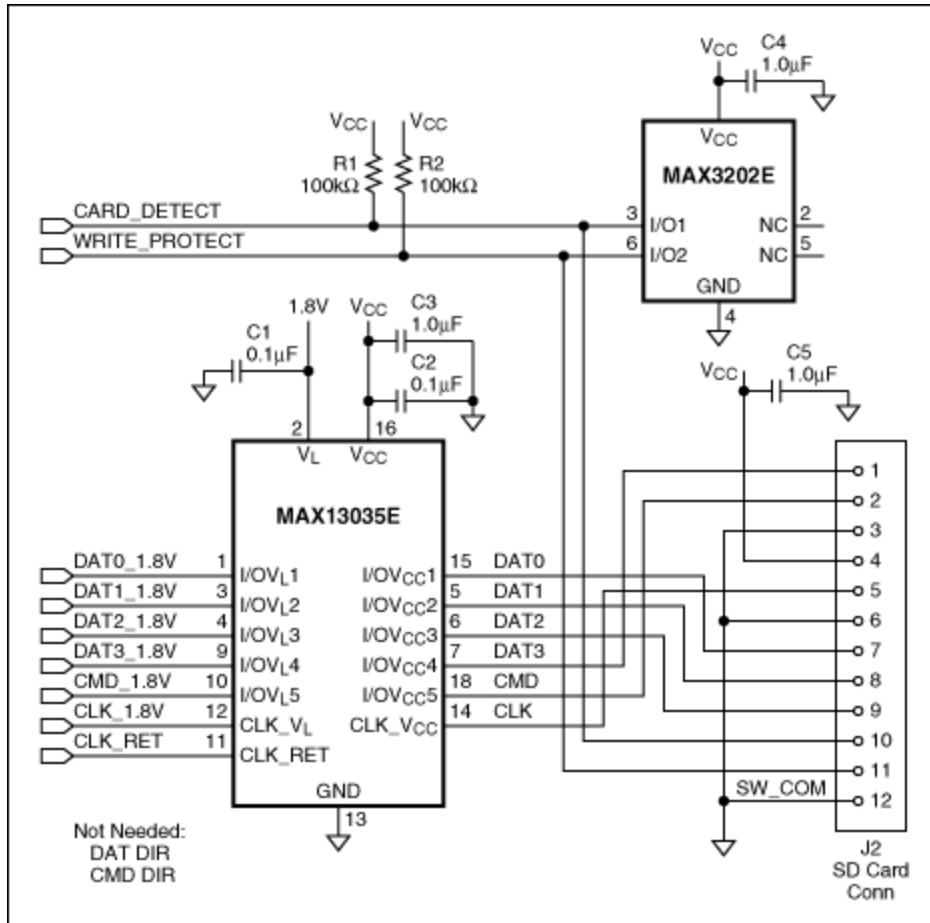 VCC
C4
1.0μF
VCC
VCC
R1
100kΩ
R2
100kΩ
VCC
MAX3202E
CARD_DETECT
3
I/O1
NC
2
WRITE_PROTECT
6
I/O2
NC
5
GND
4
1.8V
VCC
C3
1.0μF
C1
0.1μF
C2
0.1μF
VCC
C5
1.0μF
2
16
VL
VCC
MAX13035E
DAT0_1.8V
1
I/OVL1
I/OVCC1
15
DAT0
DAT1_1.8V
3
I/OVL2
I/OVCC2
5
DAT1
DAT2_1.8V
4
I/OVL3
I/OVCC3
6
DAT2
DAT3_1.8V
9
I/OVL4
I/OVCC4
7
DAT3
CMD_1.8V
10
I/OVL5
I/OVCC5
18
CMD
CLK_1.8V
12
CLK_VL
CLK_VCC
14
CLK
CLK_RET
11
CLK_RET
GND
13
1
2
3
4
5
6
7
8
9
10
11
SW_COM
12
Not Needed:
DAT DIR
CMD DIR
J2
SD Card
Conn